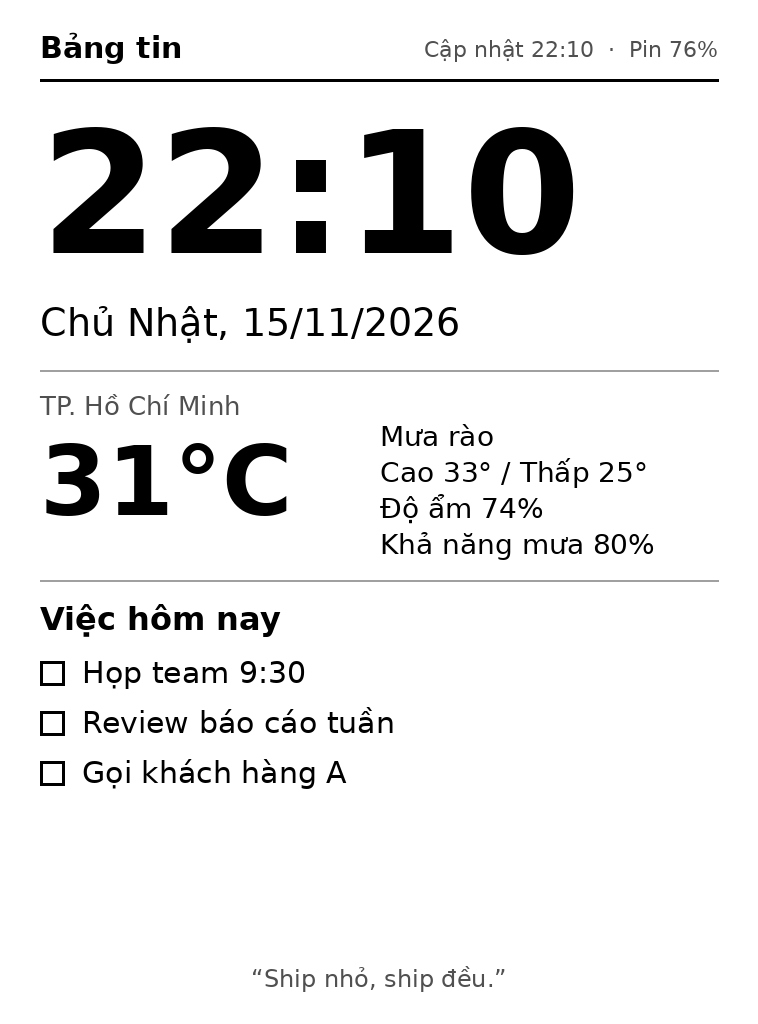 Bảng tin
Cập nhật 22:10 · Pin 76%
22:10
Chủ Nhật, 15/11/2026
TP. Hồ Chí Minh
31°C
Mưa rào
Cao 33° / Thấp 25°
Độ ẩm 74%
Khả năng mưa 80%
Việc hôm nay
Họp team 9:30
Review báo cáo tuần
Gọi khách hàng A
“Ship nhỏ, ship đều.”